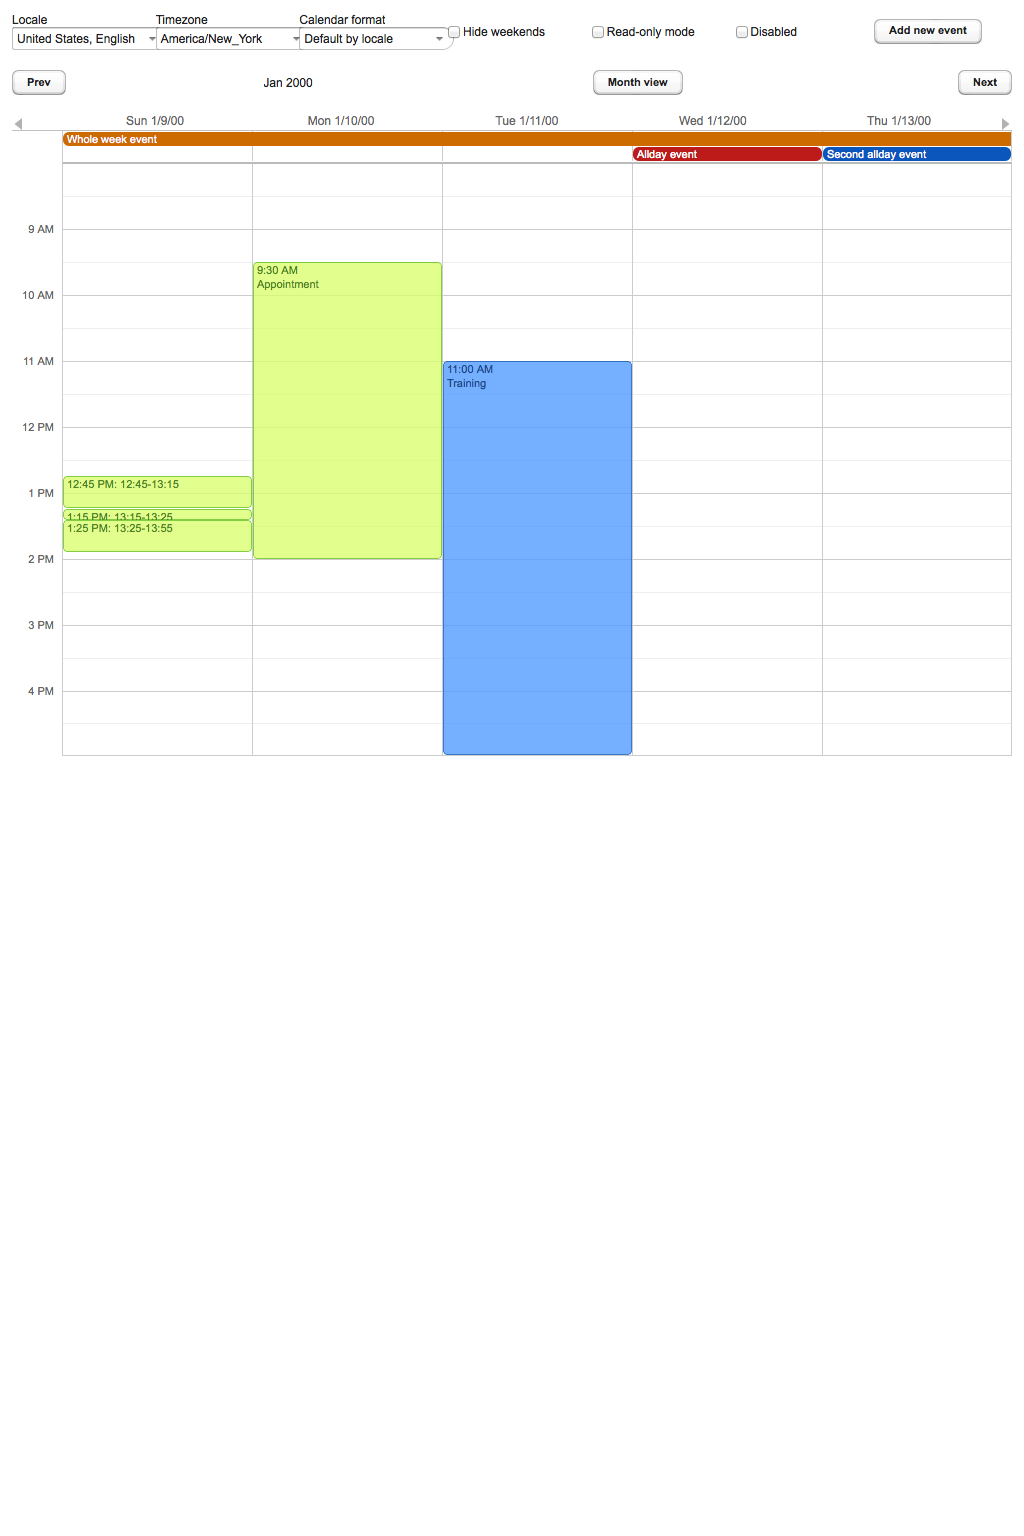 Locale
Timezone
Calendar format
United States, English
America/New_York
Default by locale
Hide weekends
Read-only mode
Disabled
Add new event
Prev
Jan 2000
Month view
Next
Sun 1/9/00
Mon 1/10/00
Tue 1/11/00
Wed 1/12/00
Thu 1/13/00
Whole week event
Allday event
Second allday event
9 AM
9:30 AM
Appointment
10 AM
11 AM
11:00 AM
Training
12 PM
12:45 PM: 12:45-13:15
1 PM
1:15 PM: 13:15-13:25
1:25 PM: 13:25-13:55
2 PM
3 PM
4 PM